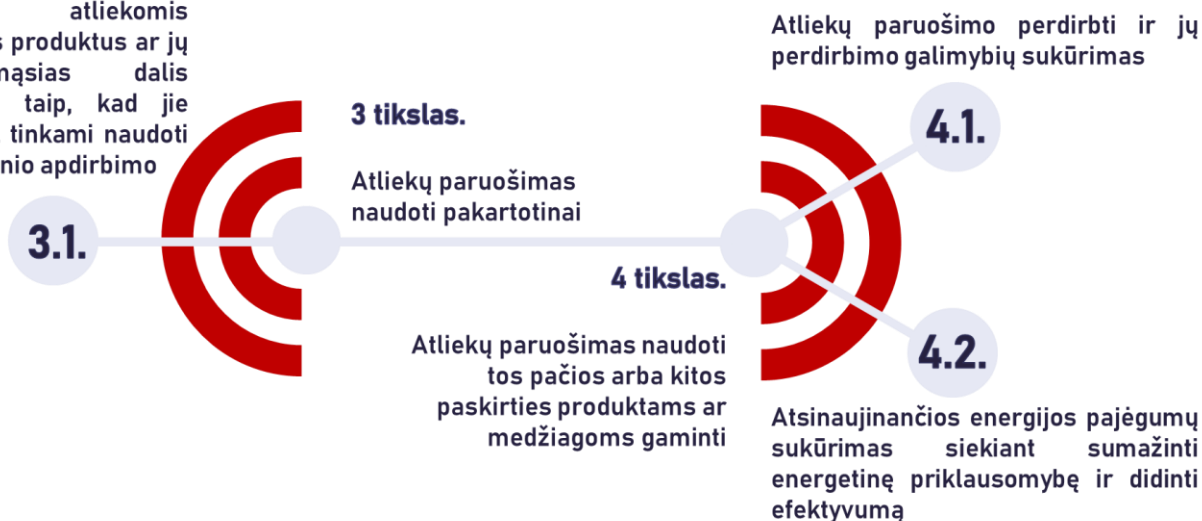 atliekomis
produktus ar jų
dalis
taip, kad jie
tinkami naudoti
apdirbimo
3.1.
3 tikslas.
Atliekų paruošimas
naudoti pakartotinai
4 tikslas.
Atliekų paruošimas naudoti
tos pačios arba kitos
paskirties produktams ar
medžiagoms gaminti
Atliekų paruošimo perdirbti ir jų
perdirbimo galimybių sukūrimas
4.1.
4.2.
Atsinaujinančios energijos pajėgumų
sukūrimas siekiant sumažinti
energetinę priklausomybę ir didinti
efektyvumą